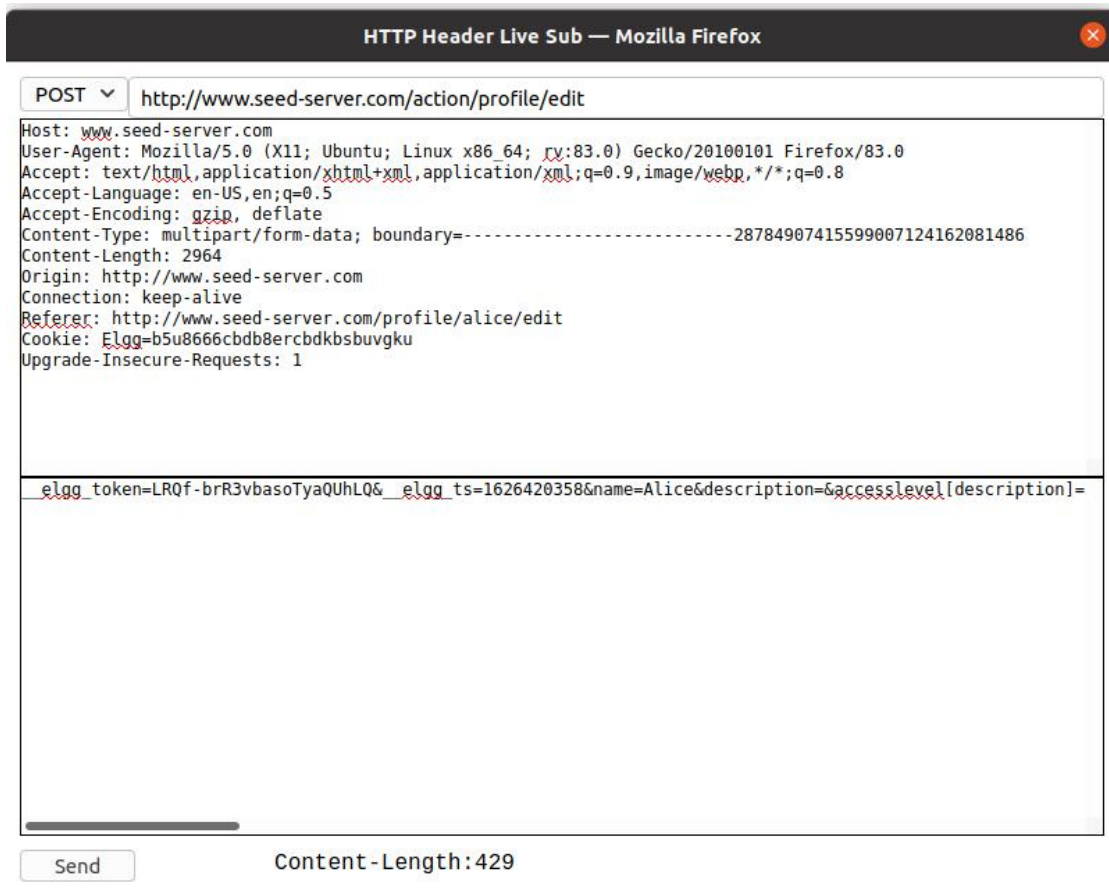 HTTP Header Live Sub — Mozilla Firefox
POST http://www.seed-server.com/action/profile/edit
Host: www.seed-server.com
User-Agent: Mozilla/5.0 (X11; Ubuntu; Linux x86_64; rv:83.0) Gecko/20100101 Firefox/83.0
Accept: text/html,application/xhtml+xml,application/xml;q=0.9,image/webp,*/*;q=0.8
Accept-Language: en-US,en;q=0.5
Accept-Encoding: gzip, deflate
Content-Type: multipart/form-data; boundary=---------------------------28784907415599007124162081486
Content-Length: 2964
Origin: http://www.seed-server.com
Connection: keep-alive
Referer: http://www.seed-server.com/profile/alice/edit
Cookie: Elgg=b5u8666cbdb8ercbdkbsbuvgku
Upgrade-Insecure-Requests: 1
__elgg_token=LRQf-brR3vbasoTyaQUhLQ&__elgg_ts=1626420358&name=Alice&description=&accesslevel[description]=
Send Content-Length:429